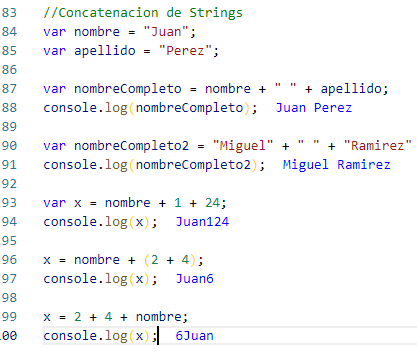 83 //Concatenacion de Strings
84 var nombre = "Juan";
85 var apellido = "Perez";
86
87 var nombreCompleto = nombre + " " + apellido;
88 console.log(nombreCompleto); Juan Perez
89
90 var nombreCompleto2 = "Miguel" + " " + "Ramirez"
91 console.log(nombreCompleto2); Miguel Ramirez
92
93 var x = nombre + 1 + 24;
94 console.log(x); Juan124
95
96 x = nombre + (2 + 4);
97 console.log(x); Juan6
98
99 x = 2 + 4 + nombre;
100 console.log(x); 6Juan